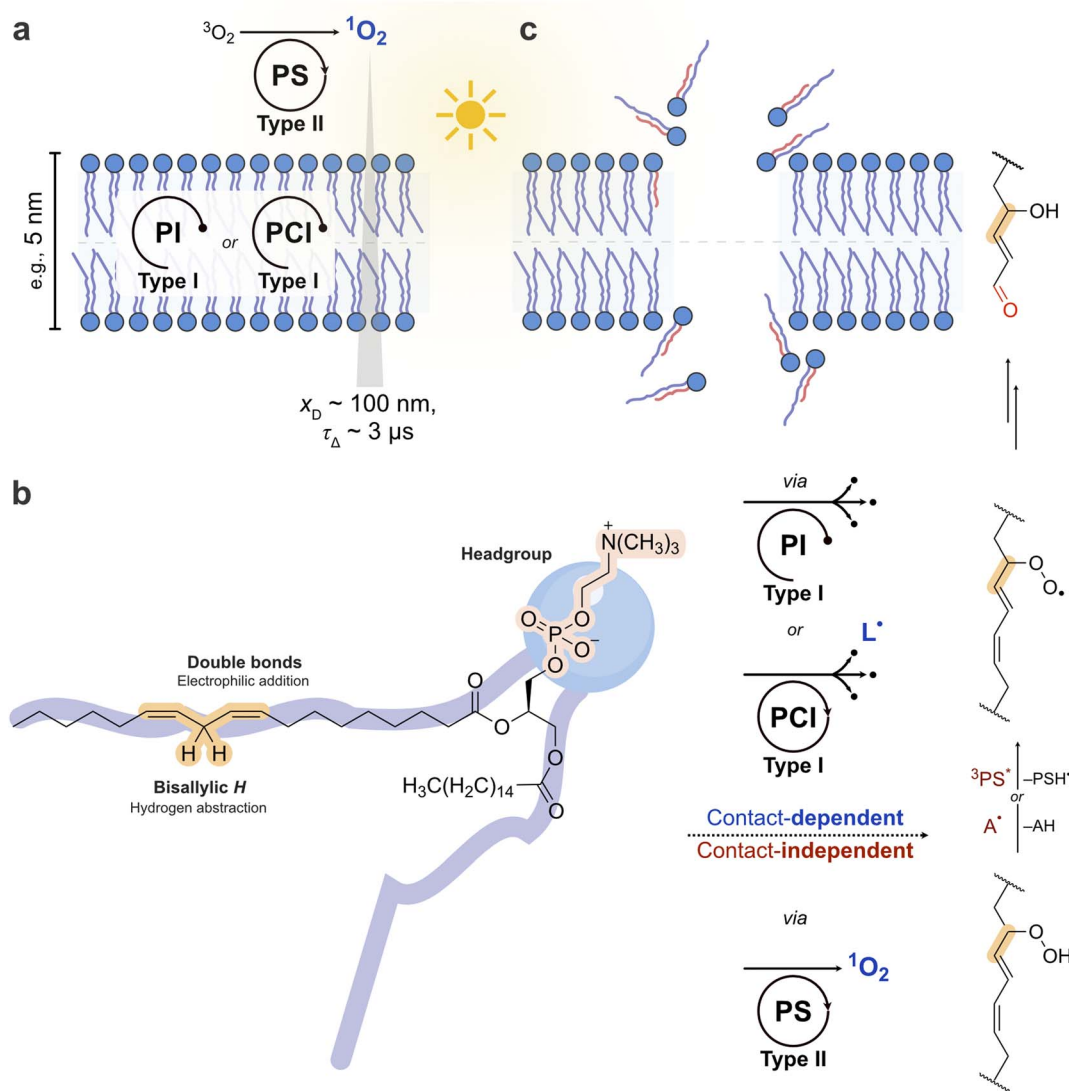 a
³O₂
¹O₂
PS
Type II
e.g., 5 nm
PI
Type I
or
PCI
Type I
x_D ~ 100 nm,
τ_Δ ~ 3 µs
c
OH
O
b
Headgroup
+
N(CH₃)₃
O
O
P
O⁻
O
Double bonds
Electrophilic addition
O
O
H H
Bisallylic H
Hydrogen abstraction
O
H₃C(H₂C)₁₄
O
via
PI
Type I
or
L•
PCI
Type I
Contact-dependent
Contact-independent
via
¹O₂
PS
Type II
O
O•
³PS* –PSH•
or
A• –AH
O
OH